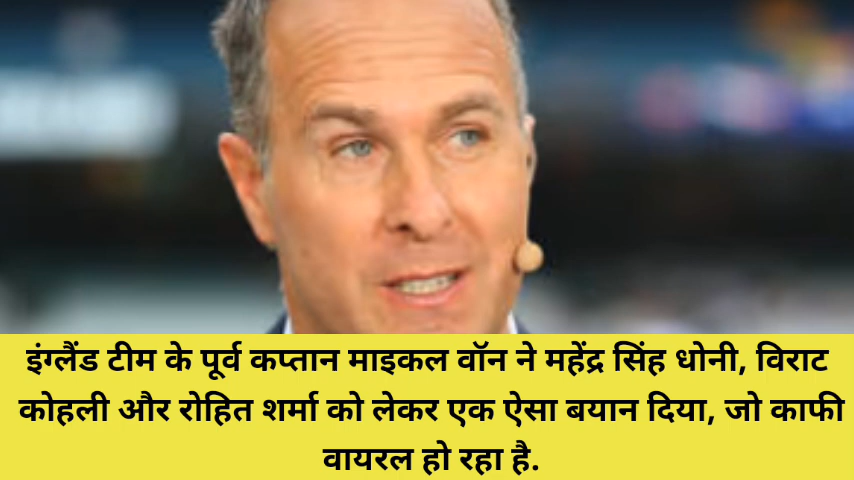 इंग्लैंड टीम के पूर्व कप्तान माइकल वॉन ने महेंद्र सिंह धोनी, विराट
कोहली और रोहित शर्मा को लेकर एक ऐसा बयान दिया, जो काफी
वायरल हो रहा है.